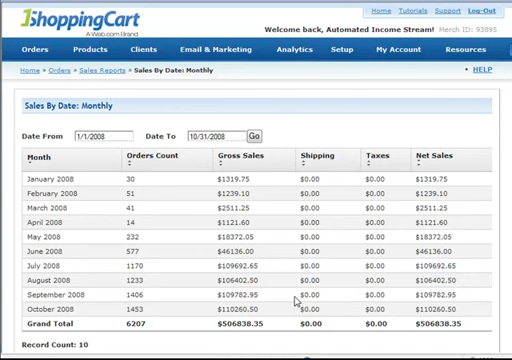 1ShoppingCart
A Web.com Brand
Home | Tutorials | Support | Log-Out
Welcome back, Automated Income Stream! Merch ID: 93895
Orders Products Clients Email & Marketing Analytics Setup My Account Resources
Home » Orders » Sales Reports » Sales By Date: Monthly • HELP
Sales By Date: Monthly
Date From 1/1/2008 Date To 10/31/2008 Go
Month Orders Count Gross Sales Shipping Taxes Net Sales
January 2008 30 $1319.75 $0.00 $0.00 $1319.75
February 2008 51 $1239.10 $0.00 $0.00 $1239.10
March 2008 41 $2511.25 $0.00 $0.00 $2511.25
April 2008 14 $1121.60 $0.00 $0.00 $1121.60
May 2008 232 $18372.05 $0.00 $0.00 $18372.05
June 2008 577 $46136.00 $0.00 $0.00 $46136.00
July 2008 1170 $109692.65 $0.00 $0.00 $109692.65
August 2008 1233 $106402.50 $0.00 $0.00 $106402.50
September 2008 1406 $109782.95 $0.00 $0.00 $109782.95
October 2008 1453 $110260.50 $0.00 $0.00 $110260.50
Grand Total 6207 $506838.35 $0.00 $0.00 $506838.35
Record Count: 10